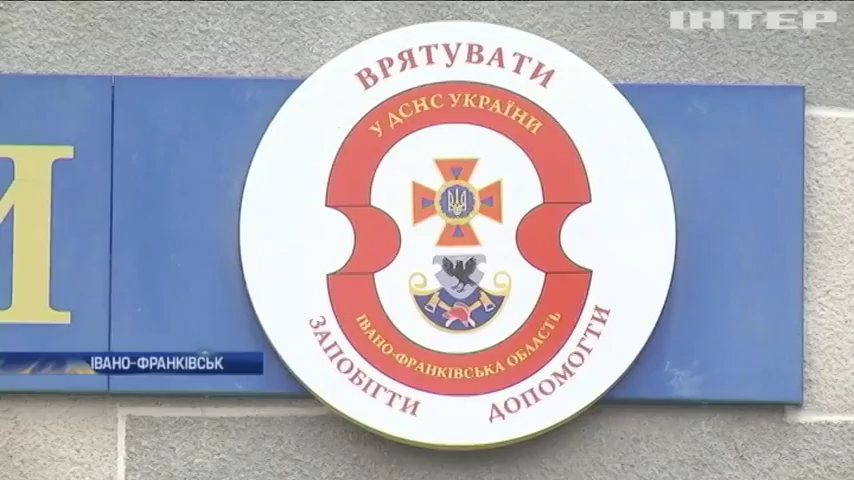 ІНТЕР
ВРЯТУВАТИ
У ДСНС УКРАЇНИ
И
ІВАНО-ФРАНКІВСЬКА ОБЛАСТЬ
ЗАПОБІГТИ
ДОПОМОГТИ
ІВАНО-ФРАНКІВСЬК